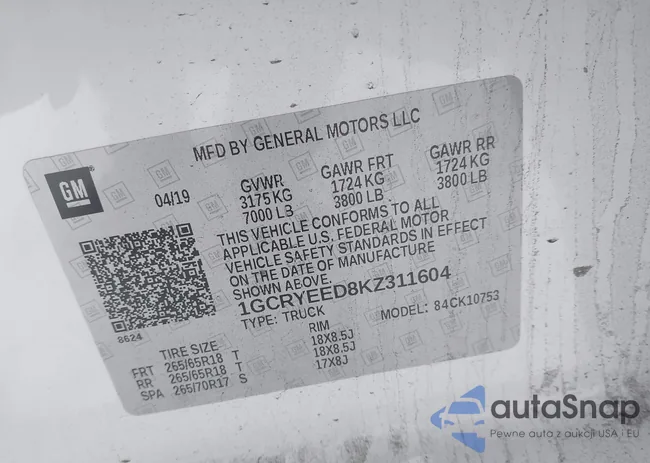 MFD BY GENERAL MOTORS LLC
GM
04/19
GVWR GAWR FRT GAWR RR
3175 KG 1724 KG 1724 KG
7000 LB 3800 LB 3800 LB
THIS VEHICLE CONFORMS TO ALL
APPLICABLE U.S. FEDERAL MOTOR
VEHICLE SAFETY STANDARDS IN EFFECT
ON THE DATE OF MANUFACTURE
SHOWN ABOVE.
1GCRYEED8KZ311604
TYPE: TRUCK MODEL: 84CK10753
8624
TIRE SIZE RIM
FRT 265/65R18 T 18X8.5J
RR 265/65R18 T 18X8.5J
SPA 265/70R17 S 17X8J
autaSnap
Pewne auta z aukcji USA i EU